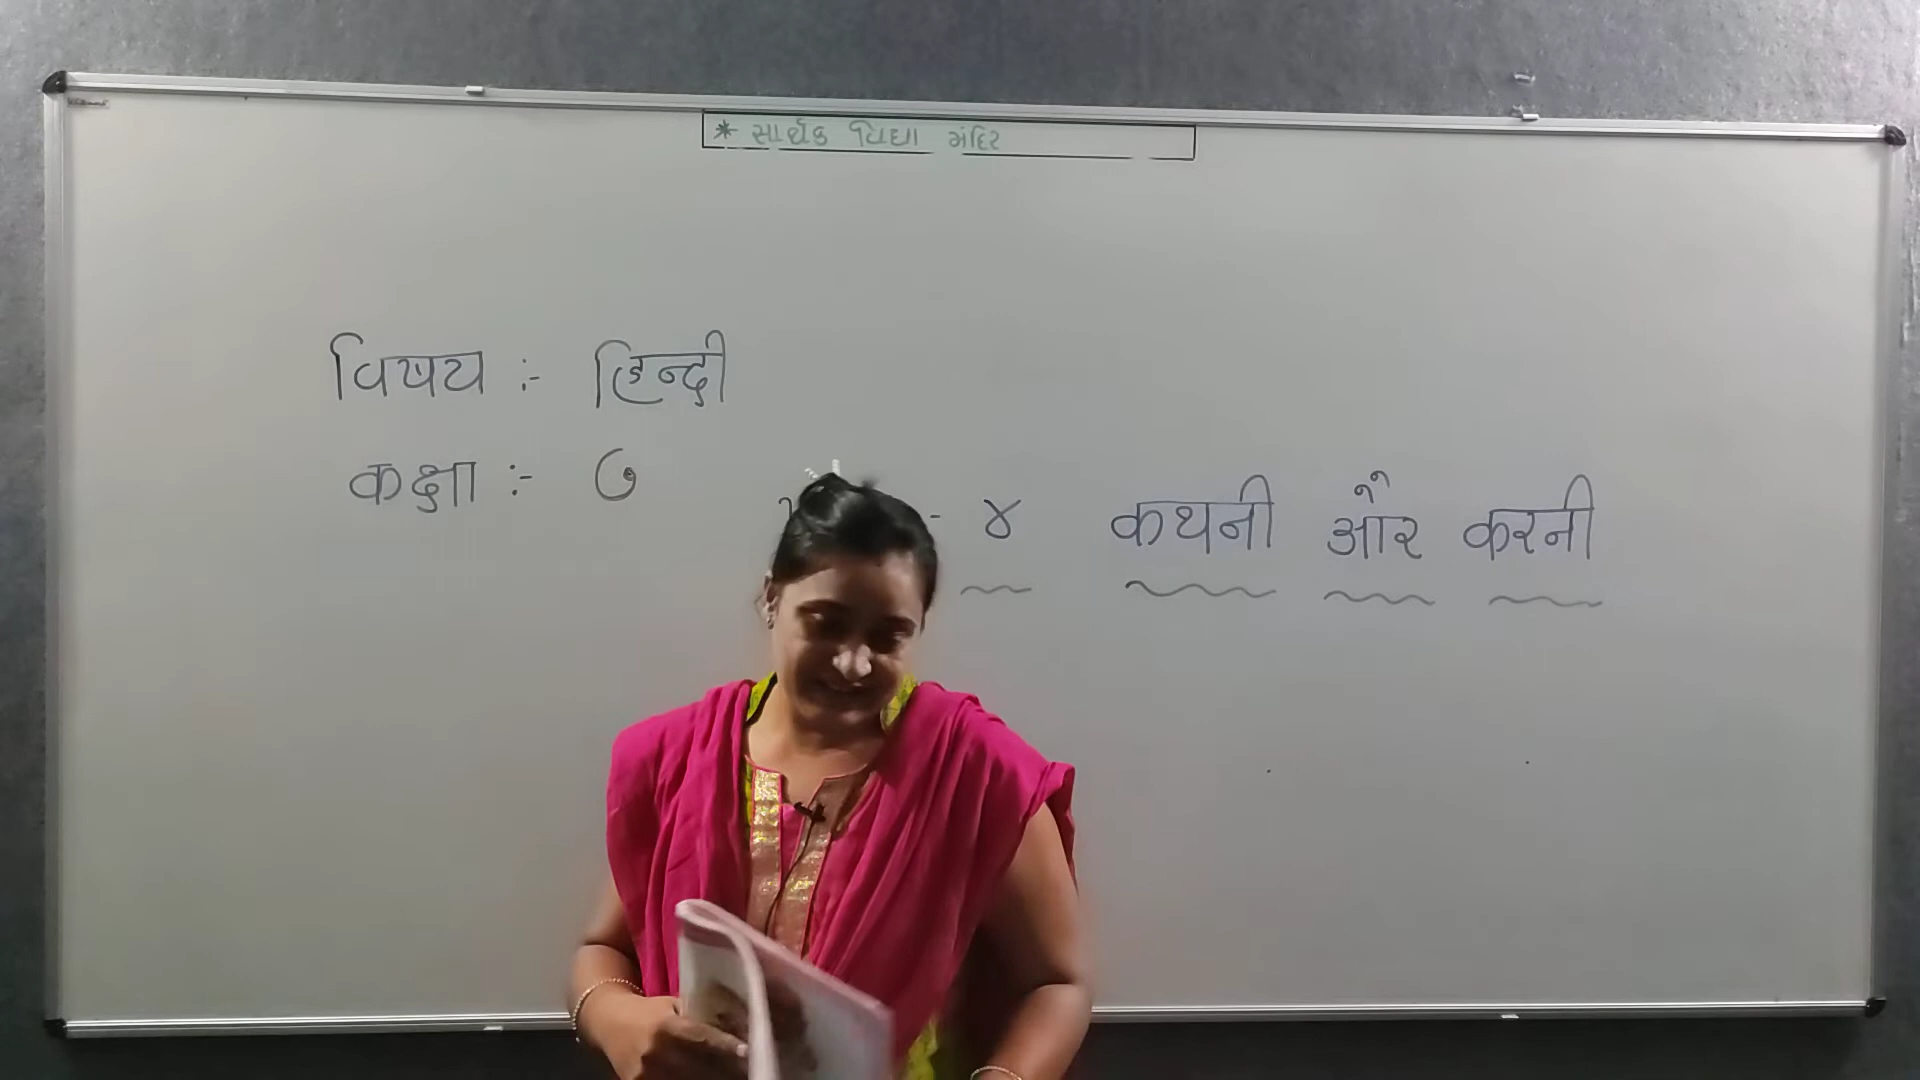 * સાર્થક વિદ્યા મંદિર
विषय :- हिन्दी
कक्षा :- ७
- ४ कथनी और करनी